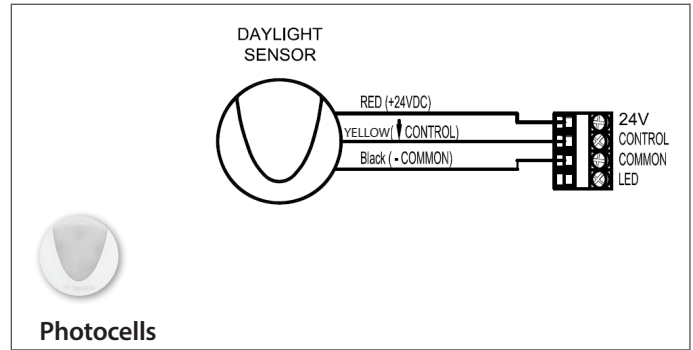 DAYLIGHT
SENSOR
RED (+24VDC)
YELLOW( CONTROL)
Black ( - COMMON)
24V
CONTROL
COMMON
LED
Photocells